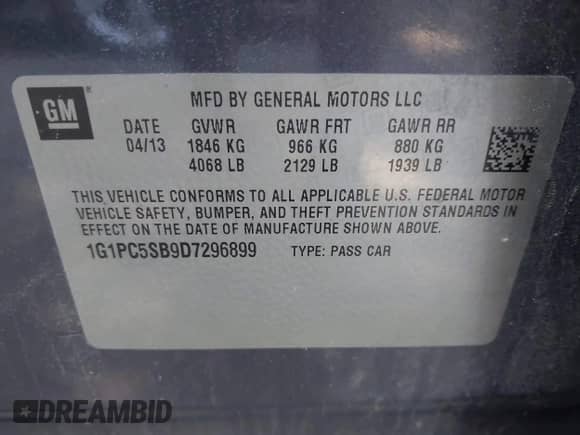 GM ®
MFD BY GENERAL MOTORS LLC
DATE GVWR GAWR FRT GAWR RR
04/13 1846 KG 966 KG 880 KG
4068 LB 2129 LB 1939 LB
THIS VEHICLE CONFORMS TO ALL APPLICABLE U.S. FEDERAL MOTOR
VEHICLE SAFETY, BUMPER, AND THEFT PREVENTION STANDARDS IN
EFFECT ON THE DATE OF MANUFACTURE SHOWN ABOVE.
1G1PC5SB9D7296899 TYPE: PASS CAR
DREAMBID